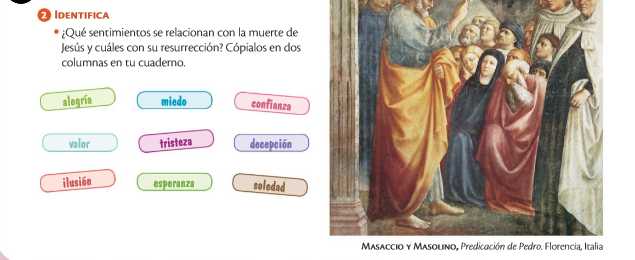 2 IDENTIFICA
• ¿Qué sentimientos se relacionan con la muerte de
Jesús y cuáles con su resurrección? Cópialos en dos
columnas en tu cuaderno.
alegría miedo confianza
valor tristeza decepción
ilusión esperanza soledad
MASACCIO Y MASOLINO, Predicación de Pedro. Florencia, Italia